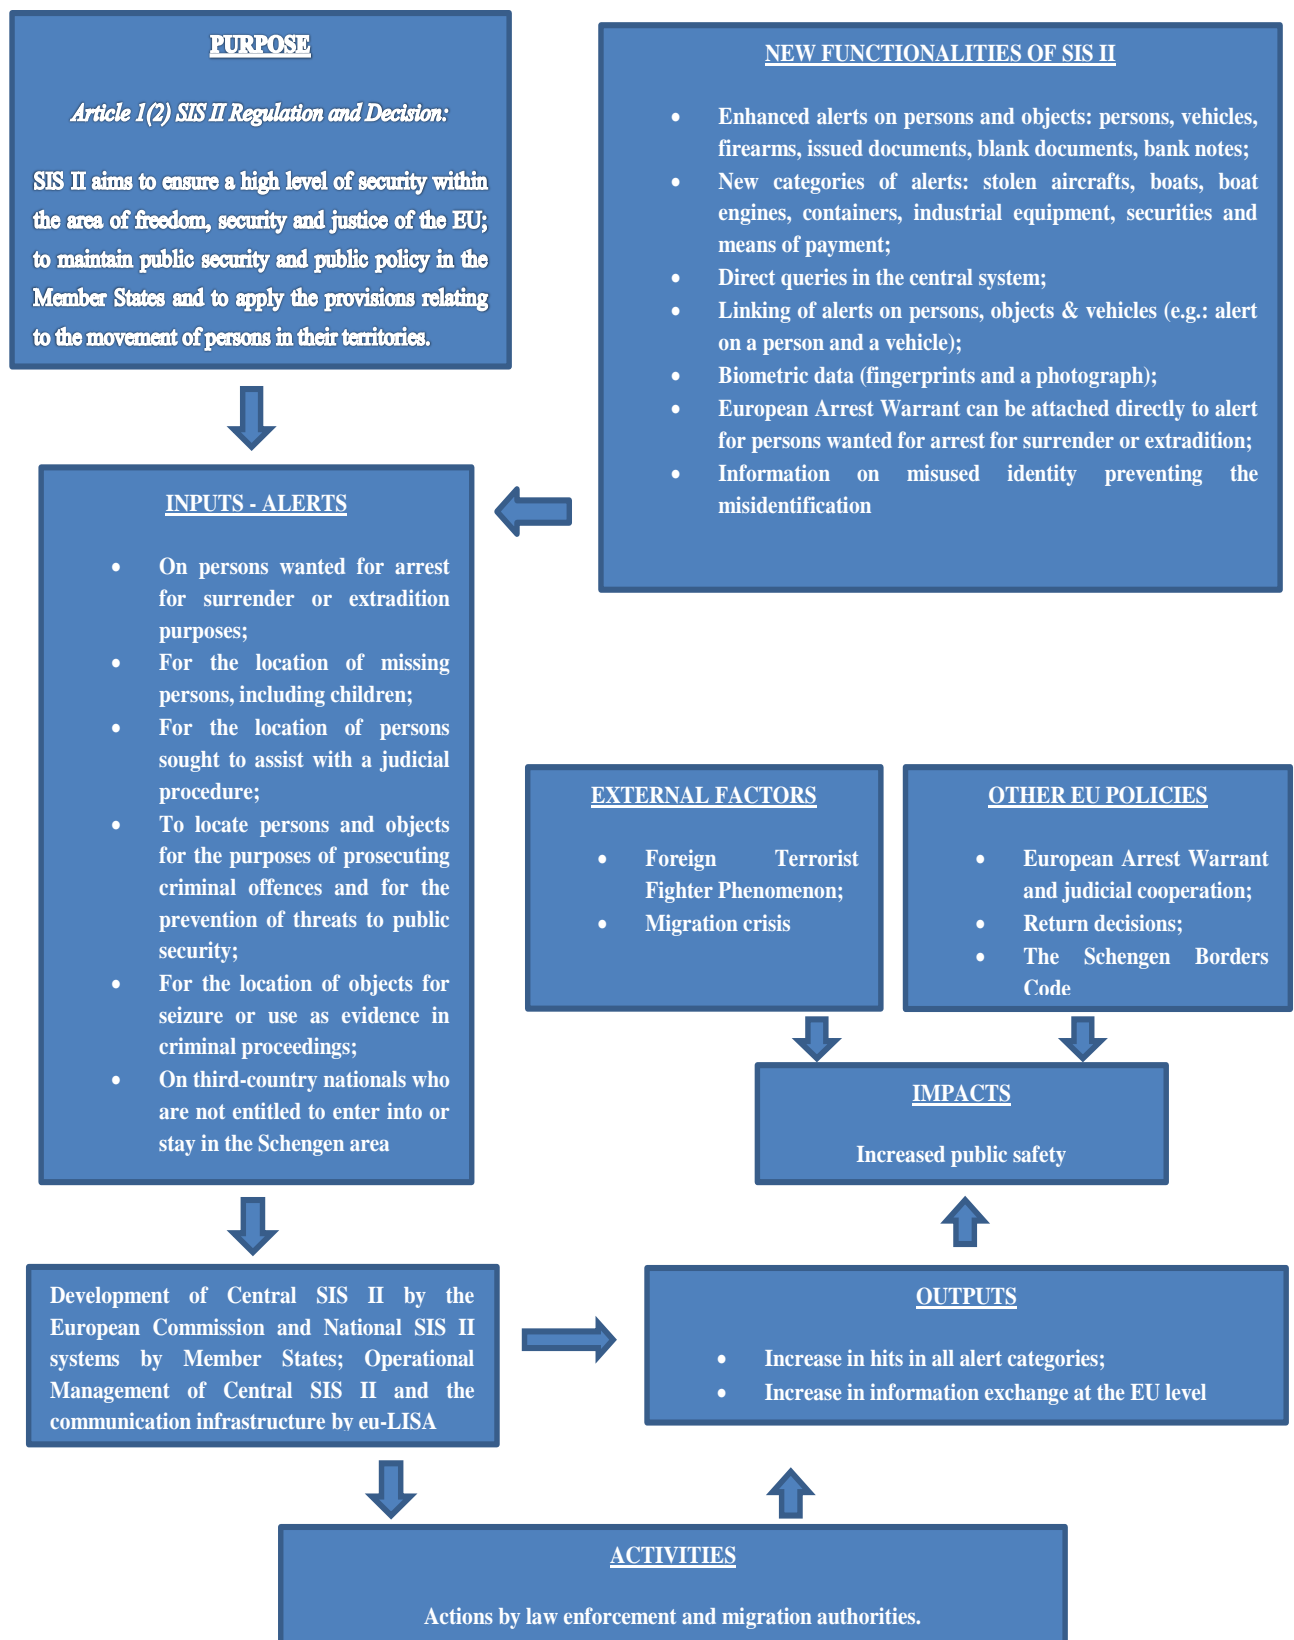 PURPOSE
Article 1(2) SIS II Regulation and Decision:
SIS II aims to ensure a high level of security within
the area of freedom, security and justice of the EU;
to maintain public security and public policy in the
Member States and to apply the provisions relating
to the movement of persons in their territories.
NEW FUNCTIONALITIES OF SIS II
• Enhanced alerts on persons and objects: persons, vehicles,
firearms, issued documents, blank documents, bank notes;
• New categories of alerts: stolen aircrafts, boats, boat
engines, containers, industrial equipment, securities and
means of payment;
• Direct queries in the central system;
• Linking of alerts on persons, objects & vehicles (e.g.: alert
on a person and a vehicle);
• Biometric data (fingerprints and a photograph);
• European Arrest Warrant can be attached directly to alert
for persons wanted for arrest for surrender or extradition;
• Information on misused identity preventing the
misidentification
INPUTS - ALERTS
• On persons wanted for arrest
for surrender or extradition
purposes;
• For the location of missing
persons, including children;
• For the location of persons
sought to assist with a judicial
procedure;
• To locate persons and objects
for the purposes of prosecuting
criminal offences and for the
prevention of threats to public
security;
• For the location of objects for
seizure or use as evidence in
criminal proceedings;
• On third-country nationals who
are not entitled to enter into or
stay in the Schengen area
EXTERNAL FACTORS
• Foreign Terrorist
Fighter Phenomenon;
• Migration crisis
OTHER EU POLICIES
• European Arrest Warrant
and judicial cooperation;
• Return decisions;
• The Schengen Borders
Code
IMPACTS
Increased public safety
Development of Central SIS II by the
European Commission and National SIS II
systems by Member States; Operational
Management of Central SIS II and the
communication infrastructure by eu-LISA
OUTPUTS
• Increase in hits in all alert categories;
• Increase in information exchange at the EU level
ACTIVITIES
Actions by law enforcement and migration authorities.